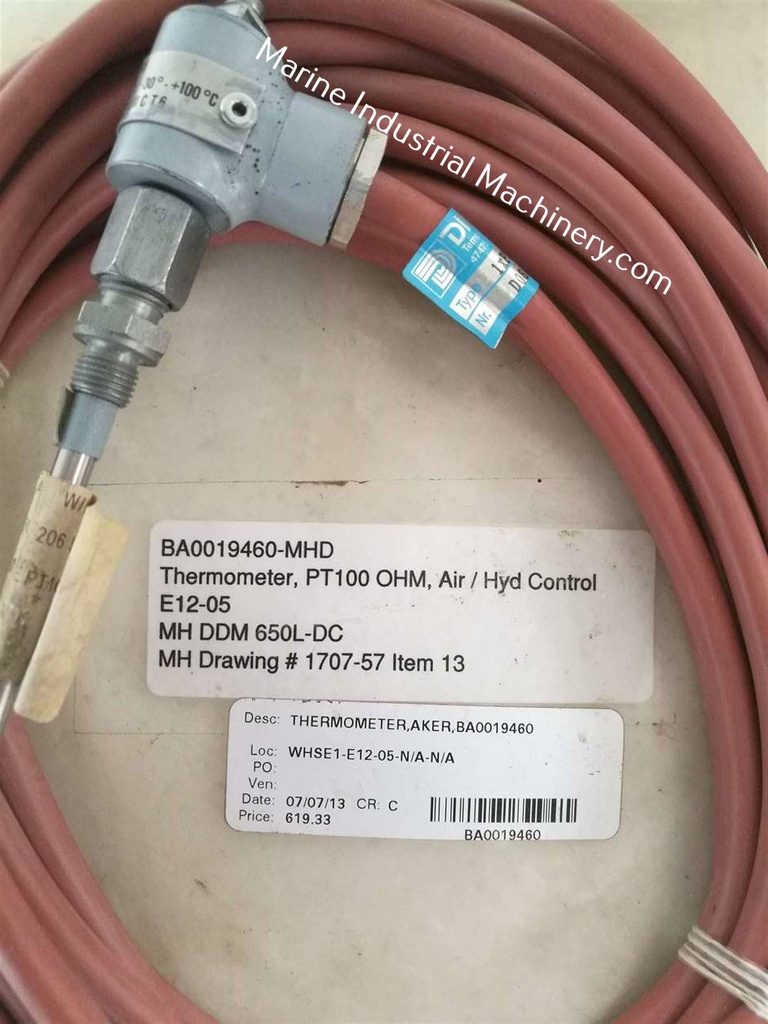 -+100°C
C T6
Marine Industrial Machinery.com
Type
Nr.
WI
206
BA0019460-MHD
Thermometer, PT100 OHM, Air / Hyd Control
E12-05
MH DDM 650L-DC
MH Drawing # 1707-57 Item 13
Desc: THERMOMETER,AKER,BA0019460
Loc: WHSE1-E12-05-N/A-N/A
PO:
Ven:
Date: 07/07/13 CR: C
Price: 619.33
BA0019460